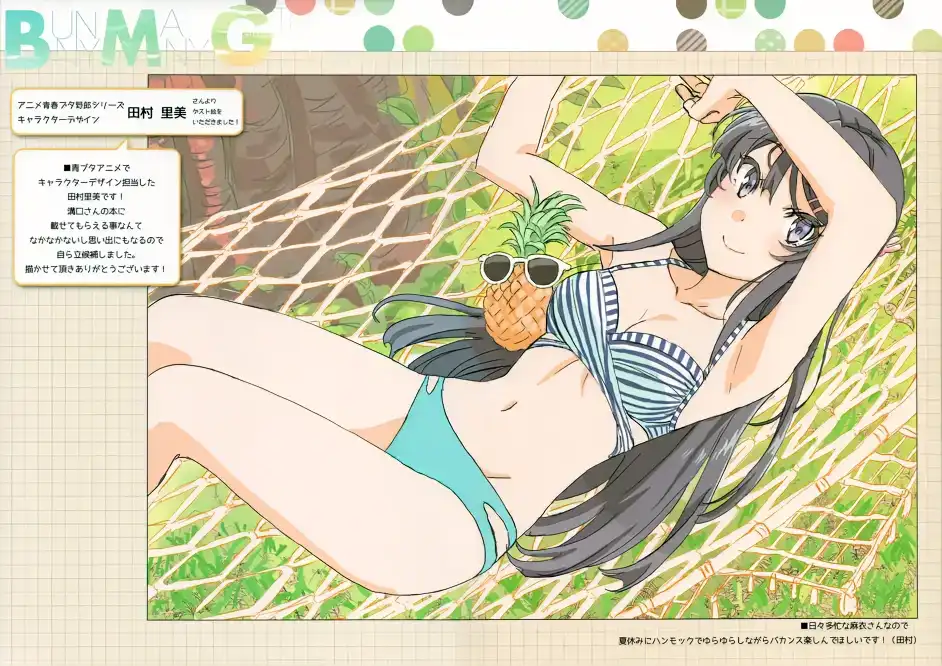 BUN MA G
MANY MANY
アニメ青春ブタ野郎シリーズ
キャラクターデザイン
田村 里美
さんより
ゲスト絵を
いただきました！
■青ブタアニメで
キャラクターデザイン担当した
田村里美です！
溝口さんの本に
載せてもらえる事なんて
なかなかないし思い出にもなるので
自ら立候補しました。
描かせて頂きありがとうございます！
■日々多忙な麻衣さんなので
夏休みにハンモックでゆらゆらしながらバカンス楽しんでほしいです！（田村）